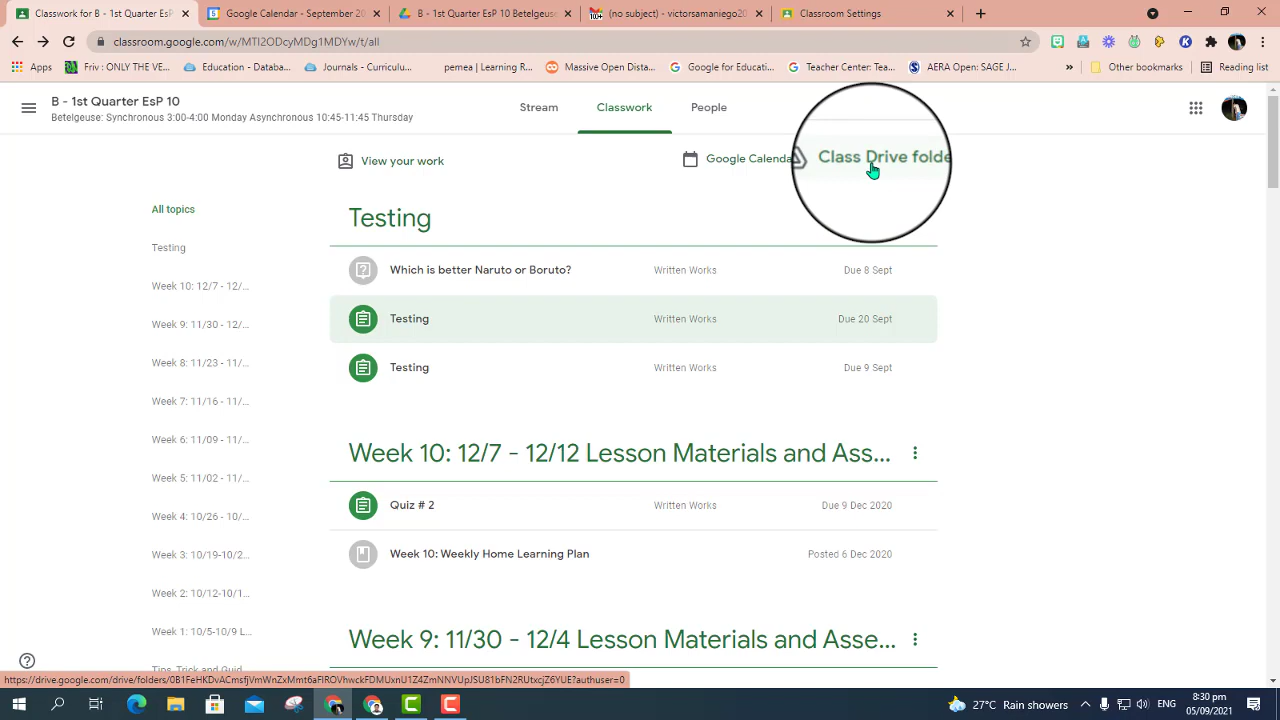 Classwork for B - 1st Quarter EsP
Google Calendar - September 20
B - 1st Quarter EsP 10 Betelgeuse:
(no subject) - victorsamaniego20
Classroom Settings
classroom.google.com/w/MTI2ODcyMDg1MDYw/t/all
Apps
Friv: ONLY THE VE...
Education - Databa...
Journals - Curriculu...
pemea | Learning R...
Massive Open Dista...
Google for Educatio...
Teacher Center: Tea...
AERA Open: SAGE J...
»
Other bookmarks
Reading list
B - 1st Quarter EsP 10
Betelgeuse: Synchronous 3:00-4:00 Monday Asynchronous 10:45-11:45 Thursday
Stream
Classwork
People
View your work
Google Calenda
Class Drive folde
All topics
Testing
Week 10: 12/7 - 12/...
Week 9: 11/30 - 12/...
Week 8: 11/23 - 11/...
Week 7: 11/16 - 11/...
Week 6: 11/09 - 11/...
Week 5: 11/02 - 11/...
Week 4: 10/26 - 10/...
Week 3: 10/19-10/2...
Week 2: 10/12-10/1...
Week 1: 10/5-10/9 L...
Tips, Trick and Guid
Testing
Which is better Naruto or Boruto? Written Works Due 8 Sept
Testing Written Works Due 20 Sept
Testing Written Works Due 9 Sept
Week 10: 12/7 - 12/12 Lesson Materials and Ass...
Quiz # 2 Written Works Due 9 Dec 2020
Week 10: Weekly Home Learning Plan Posted 6 Dec 2020
Week 9: 11/30 - 12/4 Lesson Materials and Asse...
27°C Rain showers
8:30 pm
05/09/2021